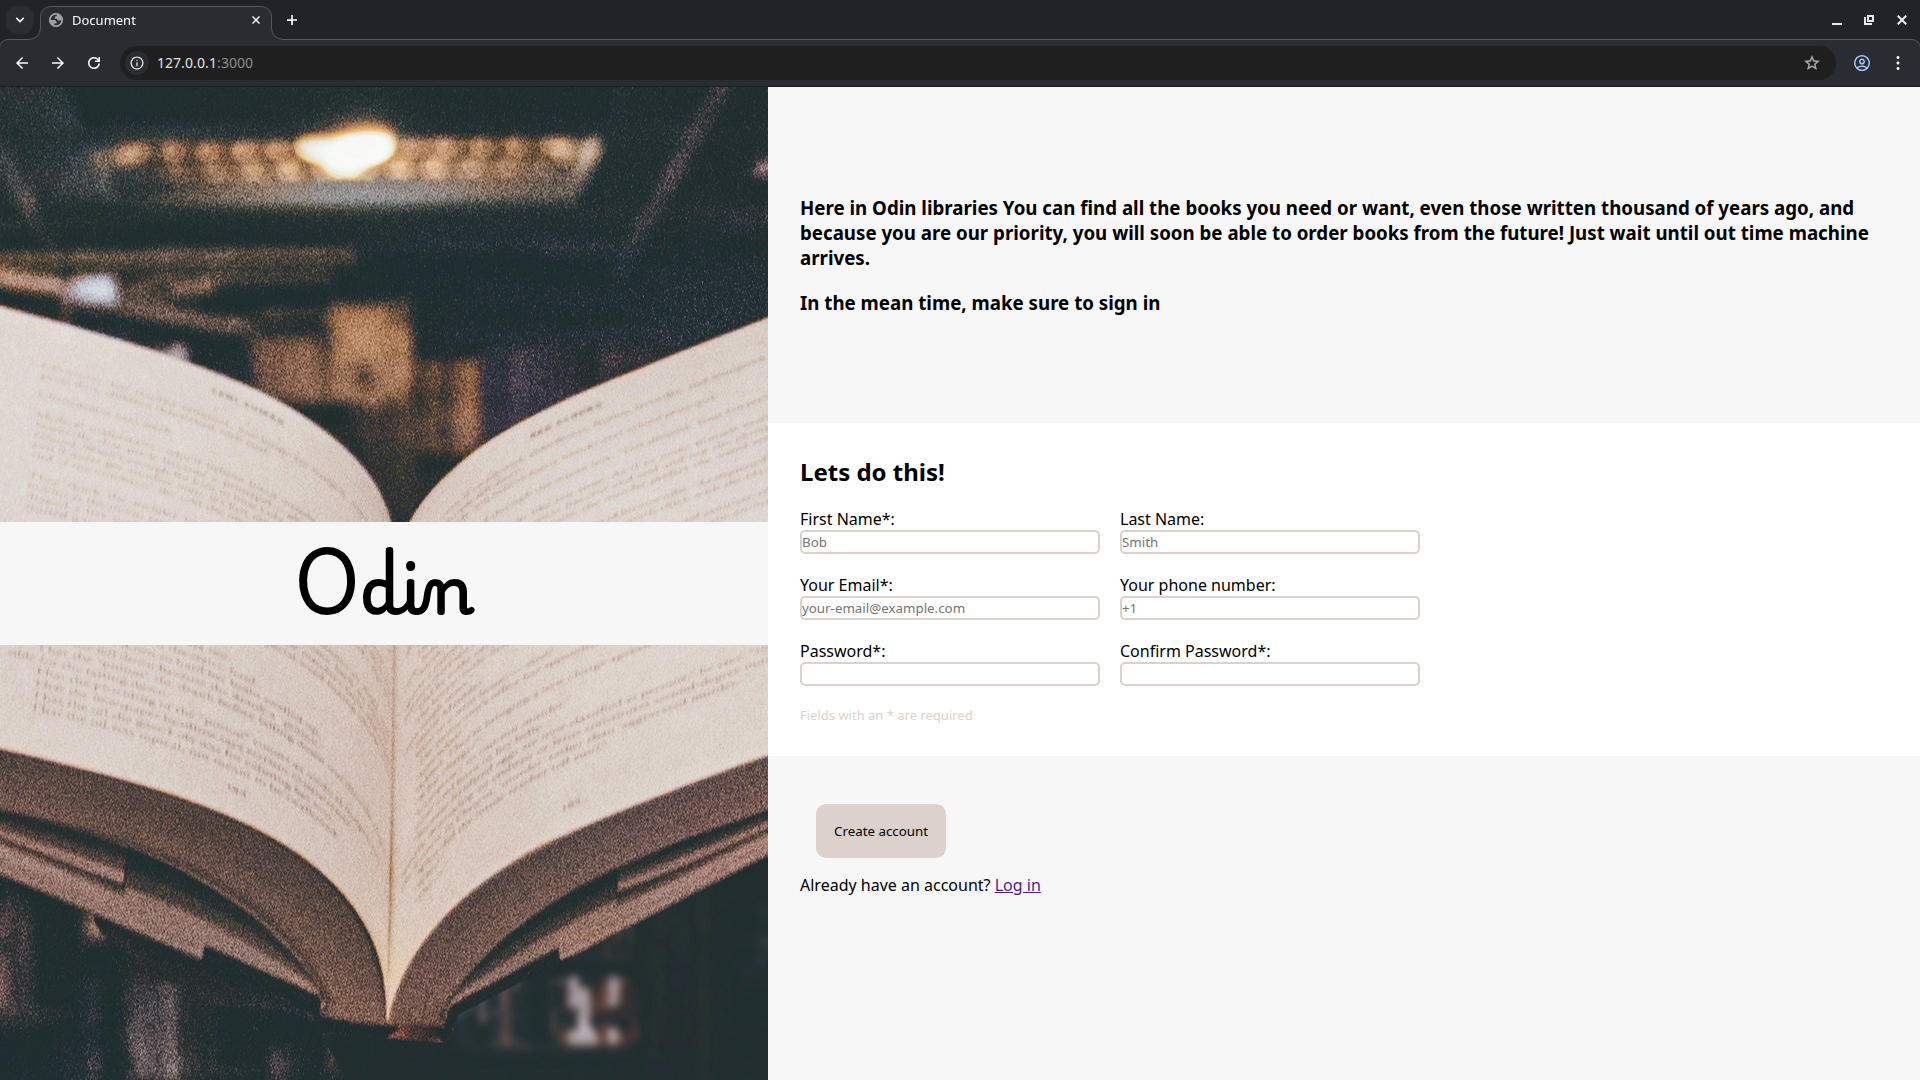 Document
127.0.0.1:3000
Odin
Here in Odin libraries You can find all the books you need or want, even those written thousand of years ago, and
because you are our priority, you will soon be able to order books from the future! Just wait until out time machine
arrives.
In the mean time, make sure to sign in
Lets do this!
First Name*: Last Name:
Bob Smith
Your Email*: Your phone number:
your-email@example.com +1
Password*: Confirm Password*:
Fields with an * are required
Create account
Already have an account? Log in